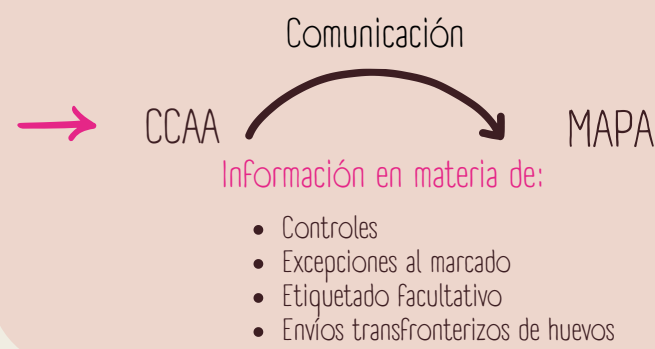 Comunicación
CCAA
MAPA
Información en materia de:
• Controles
• Excepciones al marcado
• Etiquetado facultativo
• Envíos transfronterizos de huevos